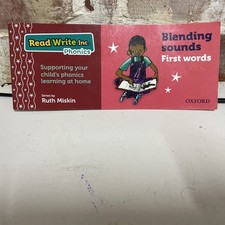 Read Write Inc
Phonics
Supporting your
child's phonics
learning at home
Series by
Ruth Miskin
Blending
sounds
First words
OXFORD